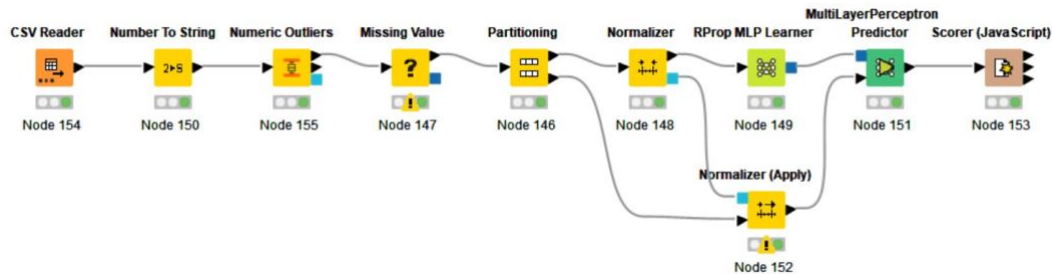 MultiLayerPerceptron
CSV Reader Number To String Numeric Outliers Missing Value Partitioning Normalizer RProp MLP Learner Predictor Scorer (JavaScript)
2 S ?
Node 154 Node 150 Node 155 Node 147 Node 146 Node 148 Node 149 Node 151 Node 153
Normalizer (Apply)
Node 152